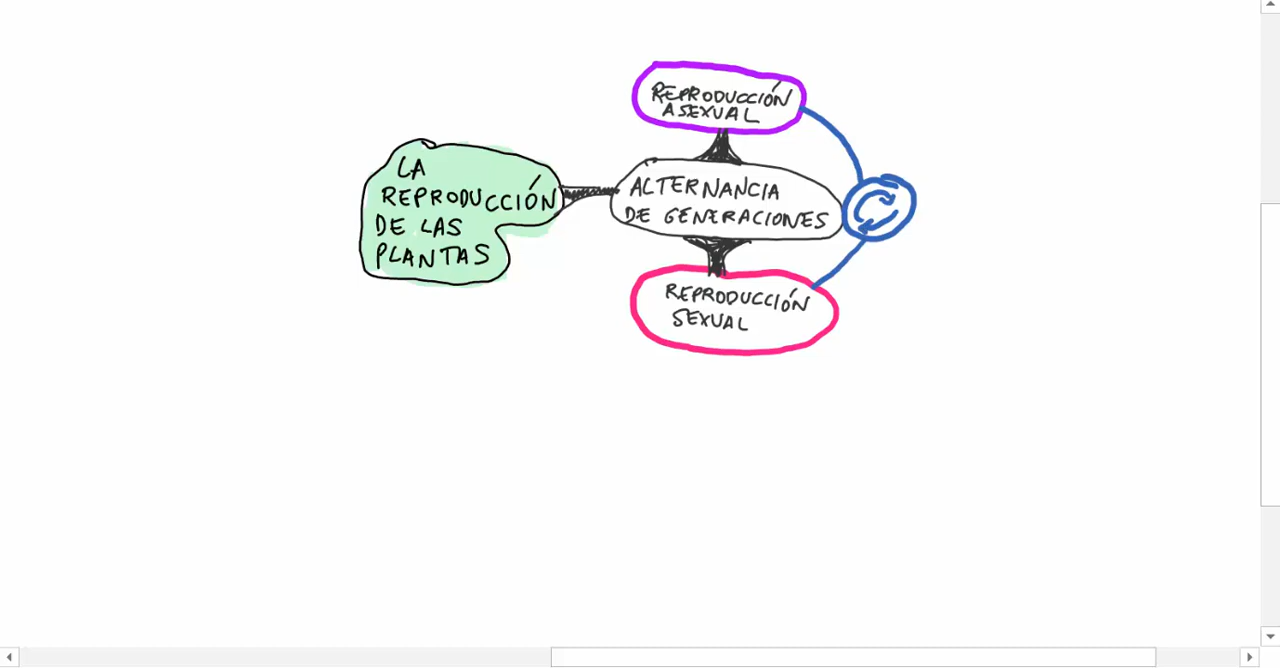 LA
REPRODUCCIÓN
DE LAS
PLANTAS
REPRODUCCIÓN
ASEXUAL
ALTERNANCIA
DE GENERACIONES
REPRODUCCIÓN
SEXUAL